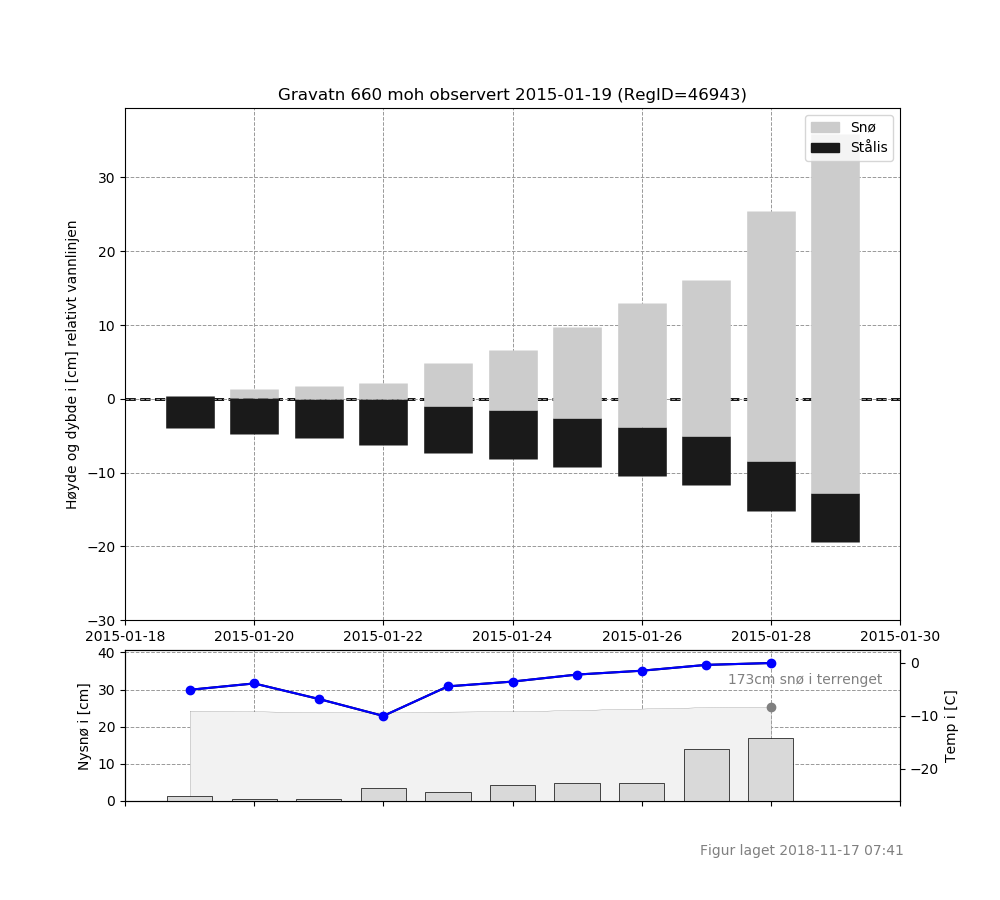 Gravatn 660 moh observert 2015-01-19 (RegID=46943)
Snø
Stålis
Høyde og dybde i [cm] relativt vannlinjen
30
20
10
0
−10
−20
−30
2015-01-18 2015-01-20 2015-01-22 2015-01-24 2015-01-26 2015-01-28 2015-01-30
Nysnø i [cm]
40
30
20
10
0
173cm snø i terrenget
0
−10
−20
Temp i [C]
Figur laget 2018-11-17 07:41